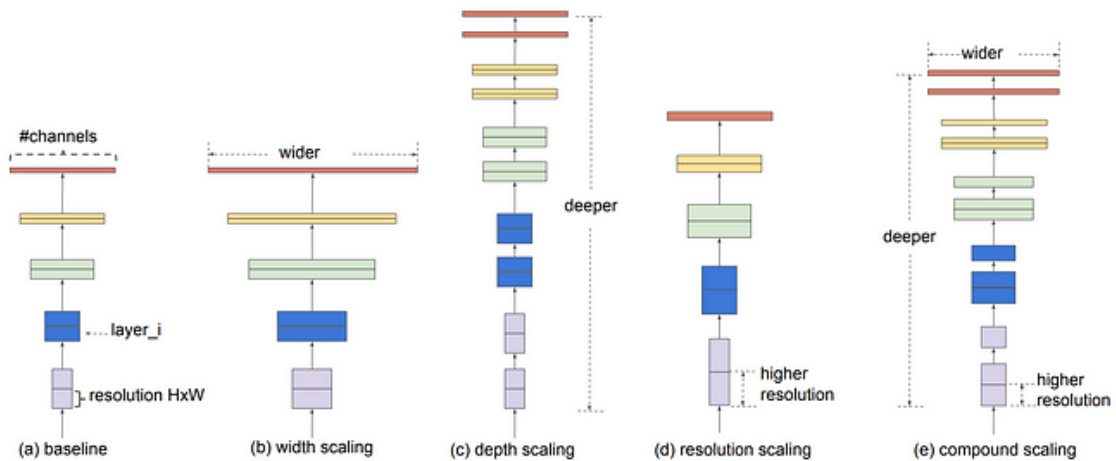 #channels
layer_i
resolution HxW
(a) baseline
wider
(b) width scaling
deeper
(c) depth scaling
higher
resolution
(d) resolution scaling
wider
deeper
higher
resolution
(e) compound scaling